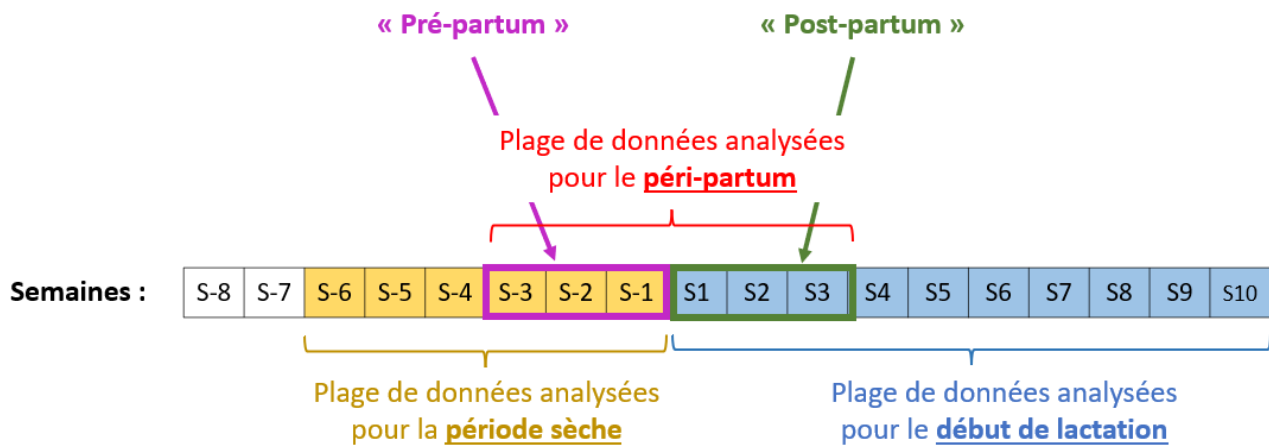 « Pré-partum »
« Post-partum »
Plage de données analysées
pour le péri-partum
Semaines :
S-8 S-7 S-6 S-5 S-4 S-3 S-2 S-1 S1 S2 S3 S4 S5 S6 S7 S8 S9 S10
Plage de données analysées
pour la période sèche
Plage de données analysées
pour le début de lactation